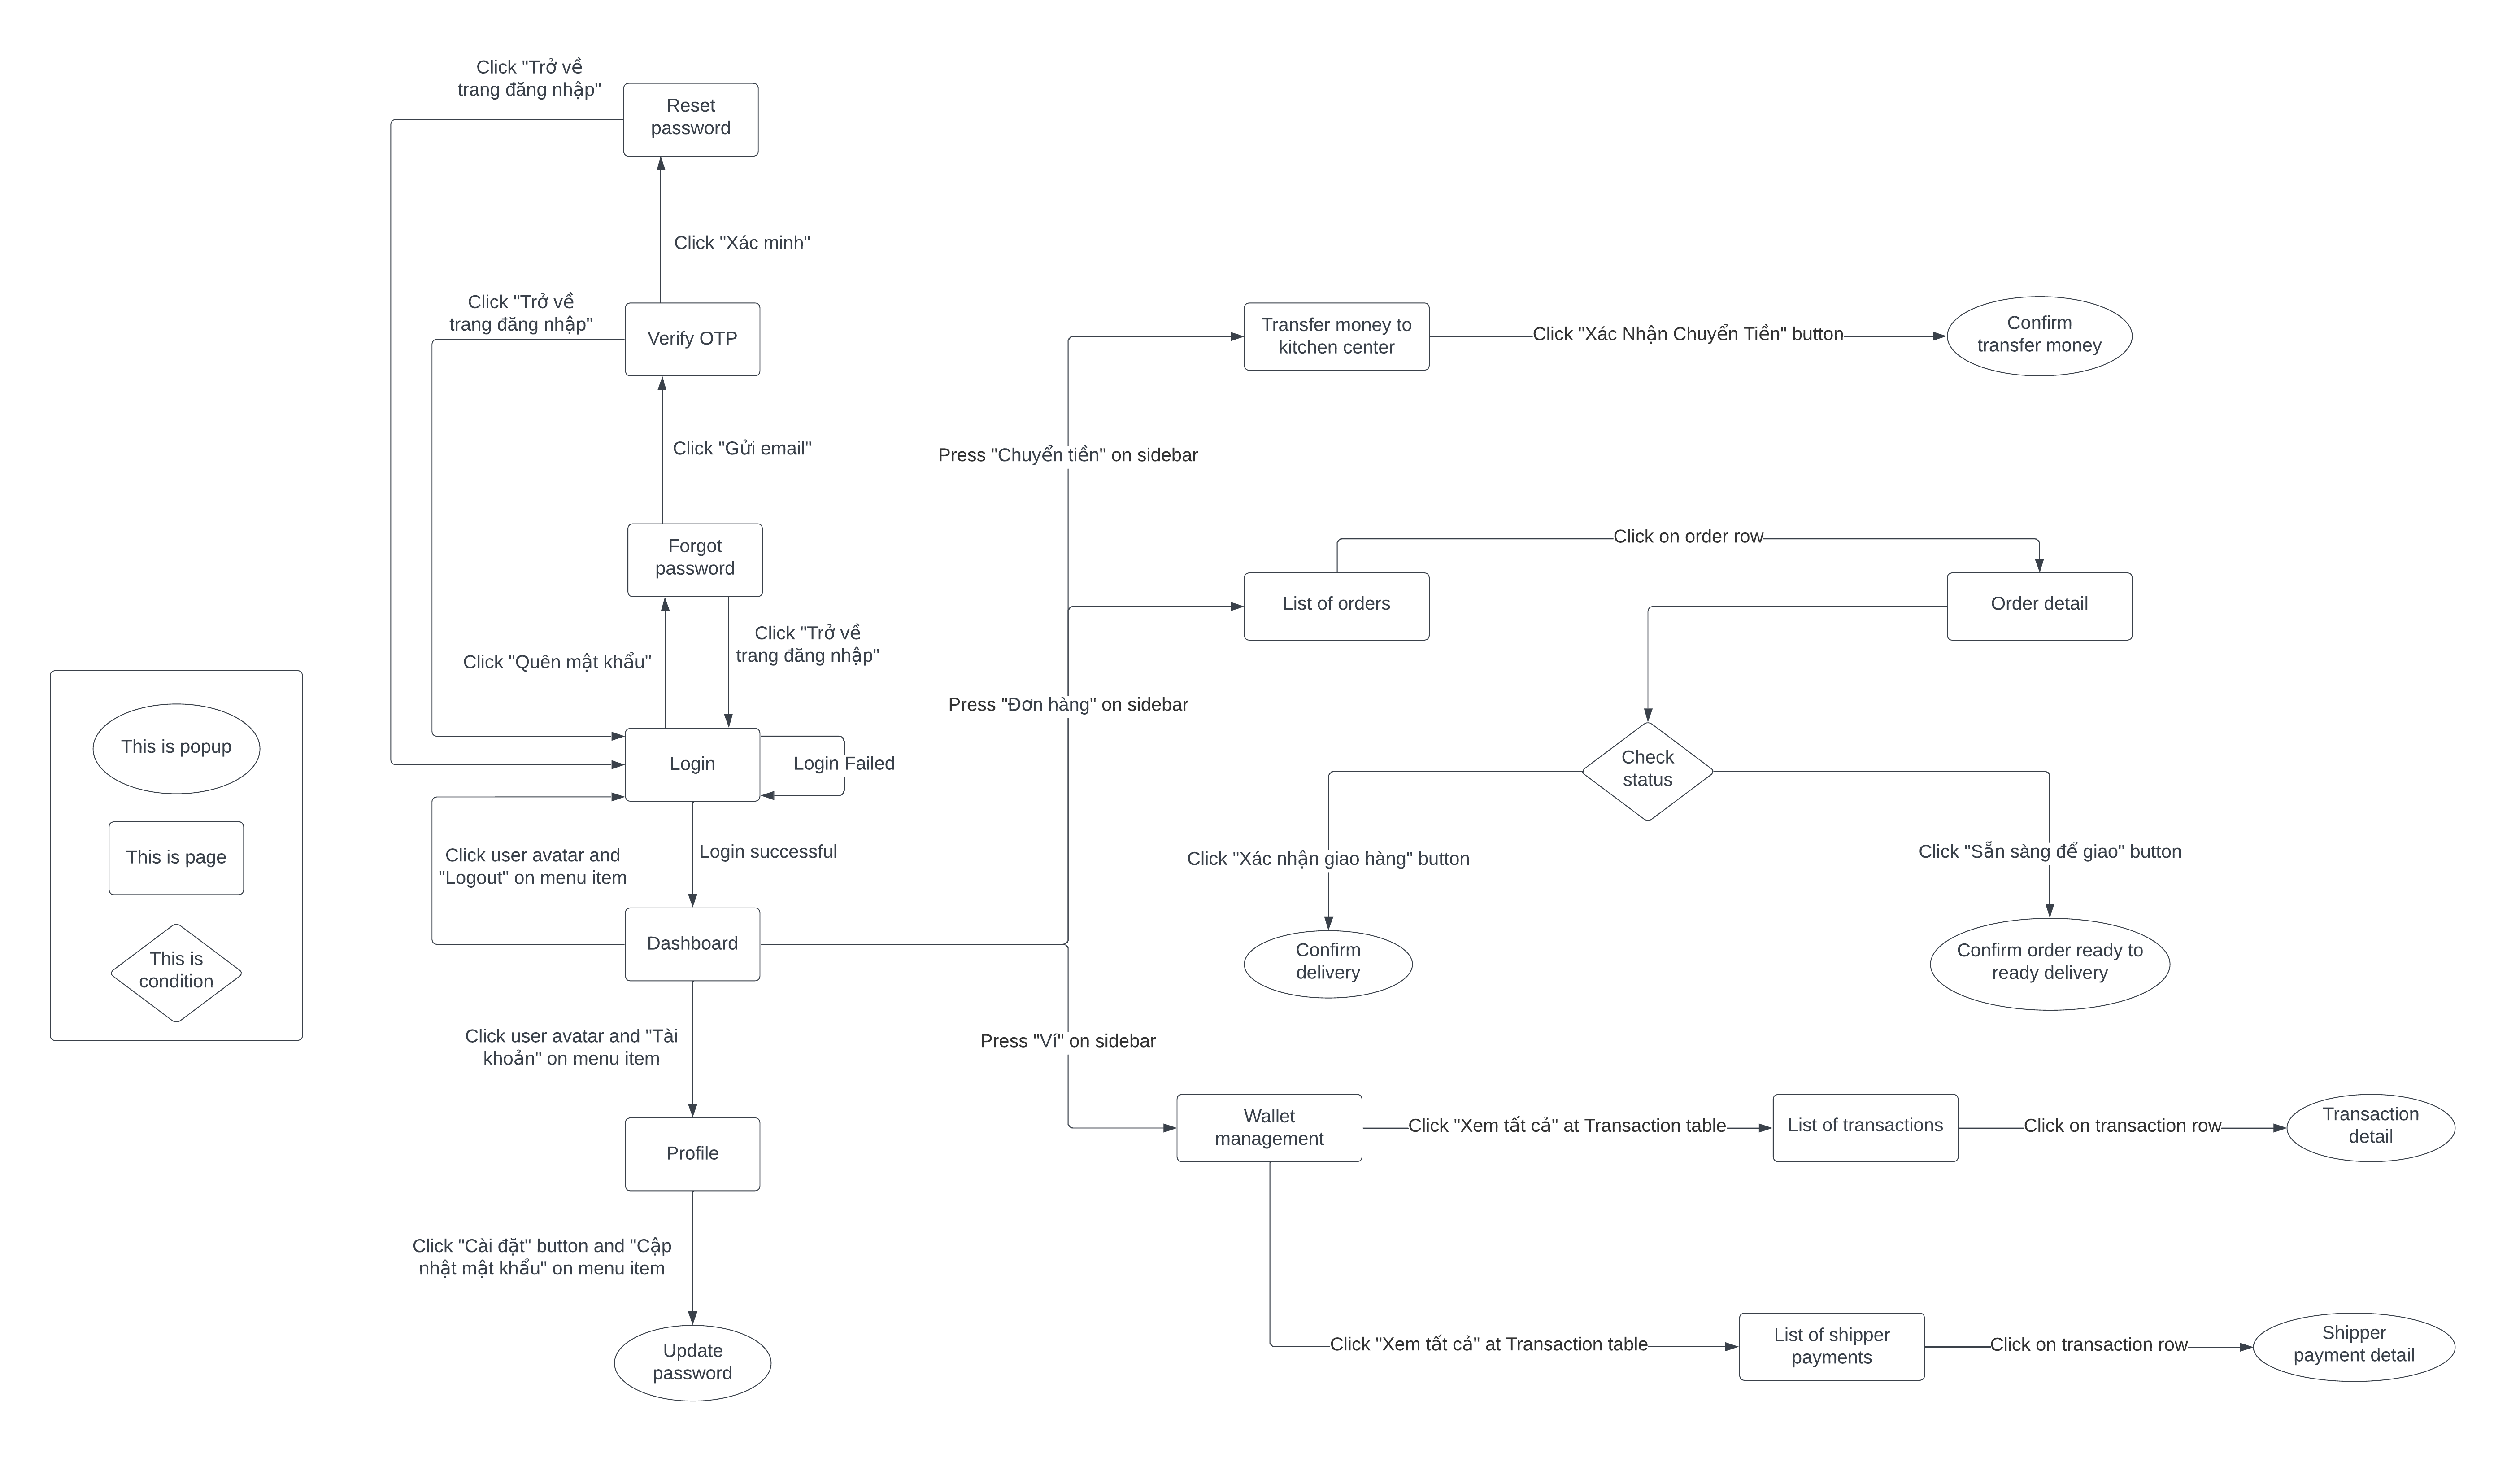 Click "Trở về
trang đăng nhập"
Reset
password
Click "Xác minh"
Click "Trở về
trang đăng nhập"
Verify OTP
Click "Gửi email"
Forgot
password
Click "Quên mật khẩu"
Click "Trở về
trang đăng nhập"
Login
Login Failed
Login successful
Click user avatar and
"Logout" on menu item
Dashboard
Click user avatar and "Tài
khoản" on menu item
Profile
Click "Cài đặt" button and "Cập
nhật mật khẩu" on menu item
Update
password
This is popup
This is page
This is
condition
Press "Chuyển tiền" on sidebar
Transfer money to
kitchen center
Click "Xác Nhận Chuyển Tiền" button
Confirm
transfer money
Press "Đơn hàng" on sidebar
List of orders
Click on order row
Order detail
Check
status
Click "Xác nhận giao hàng" button
Confirm
delivery
Click "Sẵn sàng để giao" button
Confirm order ready to
ready delivery
Press "Ví" on sidebar
Wallet
management
Click "Xem tất cả" at Transaction table
List of transactions
Click on transaction row
Transaction
detail
Click "Xem tất cả" at Transaction table
List of shipper
payments
Click on transaction row
Shipper
payment detail